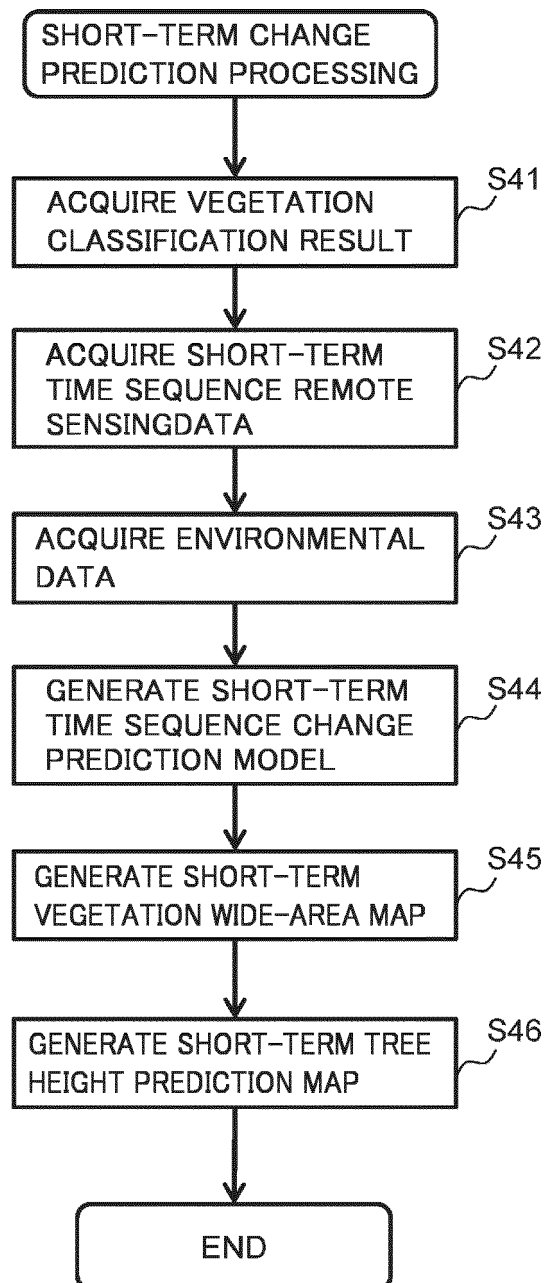 SHORT-TERM CHANGE
PREDICTION PROCESSING
S41
ACQUIRE VEGETATION
CLASSIFICATION RESULT
S42
ACQUIRE SHORT-TERM
TIME SEQUENCE REMOTE
SENSINGDATA
S43
ACQUIRE ENVIRONMENTAL
DATA
S44
GENERATE SHORT-TERM
TIME SEQUENCE CHANGE
PREDICTION MODEL
S45
GENERATE SHORT-TERM
VEGETATION WIDE-AREA MAP
S46
GENERATE SHORT-TERM TREE
HEIGHT PREDICTION MAP
END